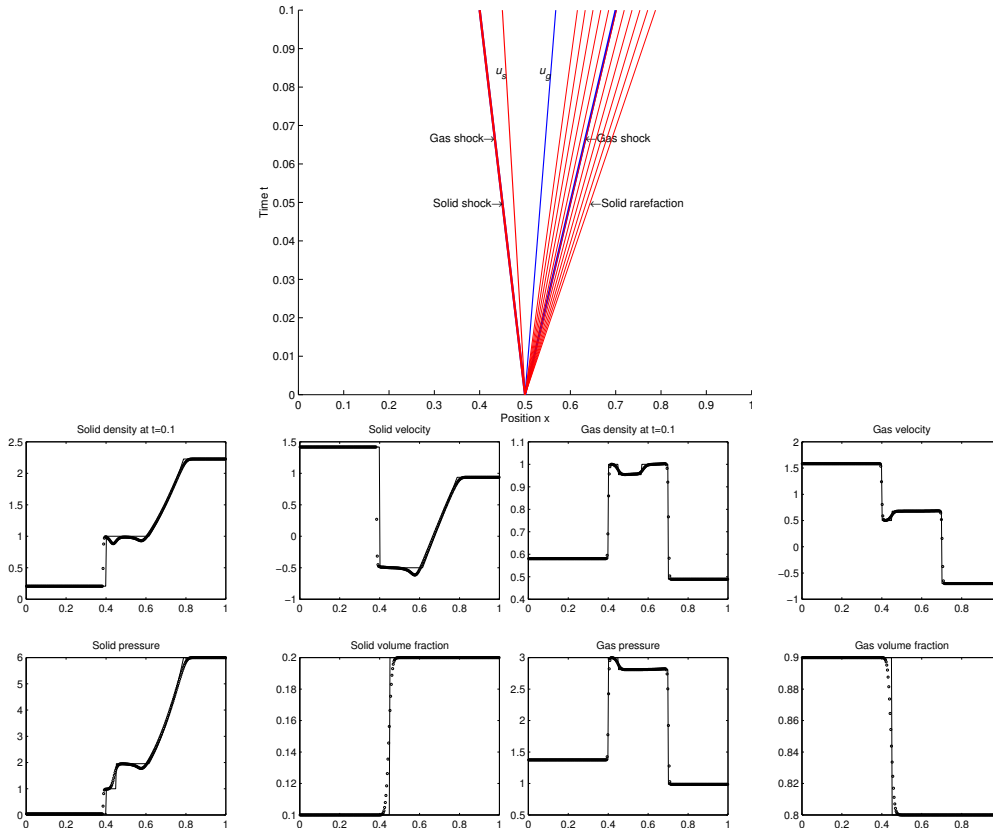 0.1
0.09
0.08
0.07
0.06
0.05
0.04
0.03
0.02
0.01
0
Time t
u_s
u_g
Gas shock→
←Gas shock
Solid shock→
←Solid rarefaction
0 0.1 0.2 0.3 0.4 0.5 0.6 0.7 0.8 0.9 1
Position x
Solid density at t=0.1
2.5
2
1.5
1
0.5
0
0 0.2 0.4 0.6 0.8 1
Solid velocity
1.5
1
0.5
0
−0.5
−1
0 0.2 0.4 0.6 0.8 1
Gas density at t=0.1
1.1
1
0.9
0.8
0.7
0.6
0.5
0.4
0 0.2 0.4 0.6 0.8 1
Gas velocity
2
1.5
1
0.5
0
−0.5
−1
0 0.2 0.4 0.6 0.8
Solid pressure
6
5
4
3
2
1
0
0 0.2 0.4 0.6 0.8 1
Solid volume fraction
0.2
0.18
0.16
0.14
0.12
0.1
0 0.2 0.4 0.6 0.8 1
Gas pressure
3
2.5
2
1.5
1
0.5
0 0.2 0.4 0.6 0.8 1
Gas volume fraction
0.9
0.88
0.86
0.84
0.82
0.8
0 0.2 0.4 0.6 0.8